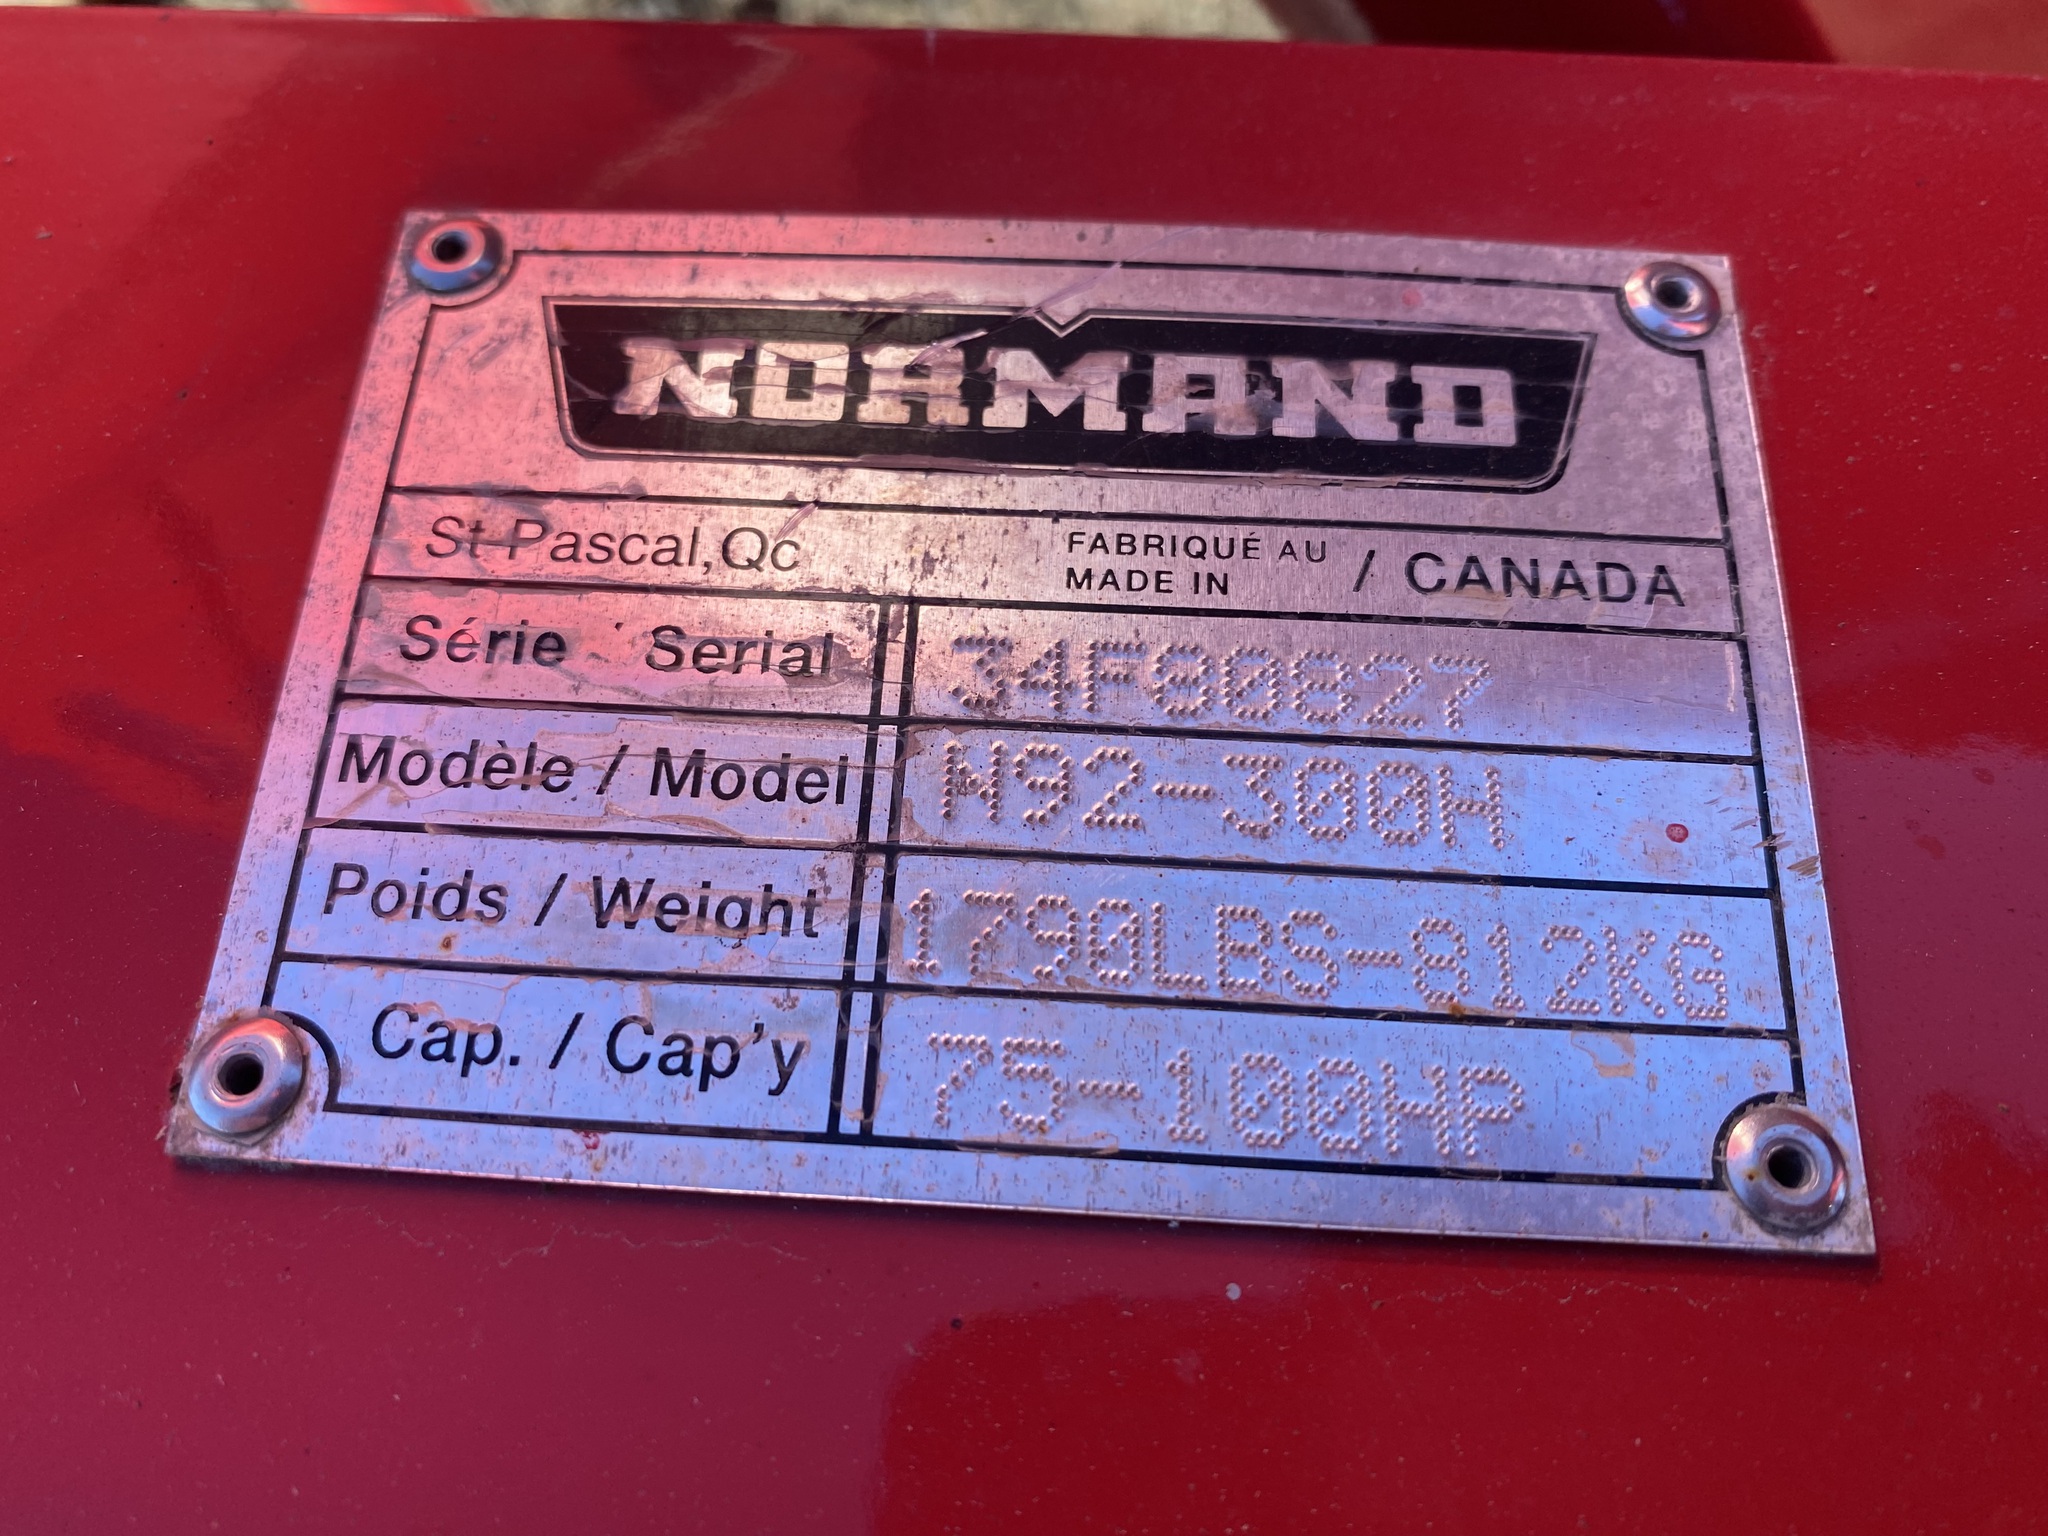 NORMAND
St-Pascal,Qc
FABRIQUÉ AU
MADE IN
/ CANADA
Série Serial 34F80827
Modèle / Model N92-300H
Poids / Weight 1790LBS-812KG
Cap. / Cap'y 75-100HP